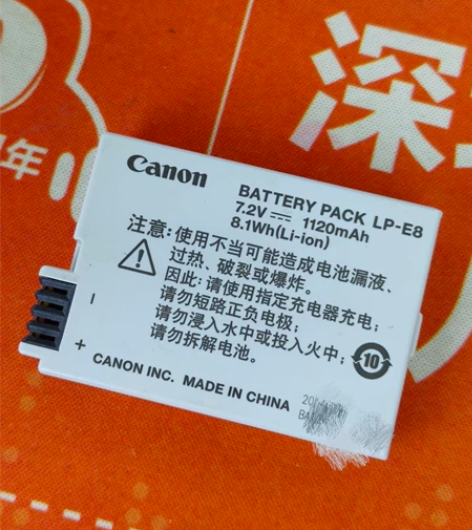 深
年
Canon
BATTERY PACK LP-E8
7.2V ⎓ 1120mAh
8.1Wh(Li-ion)
注意:使用不当可能造成电池漏液、
过热、破裂或爆炸。
因此:请使用指定充电器充电;
请勿短路正负电极;
请勿浸入水中或投入火中;
请勿拆解电池。
10
－
+
CANON INC. MADE IN CHINA